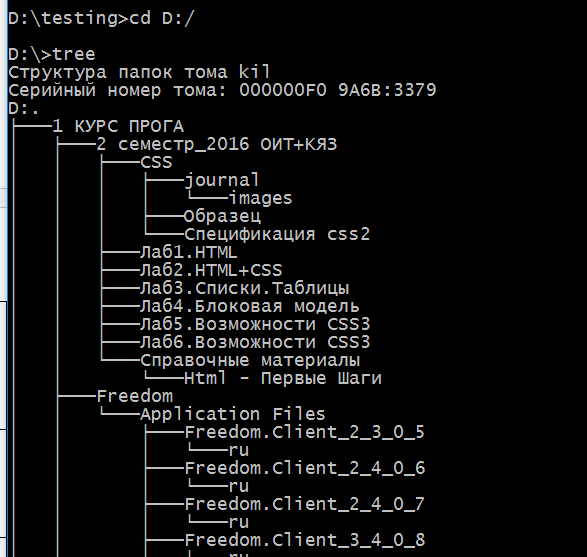 D:\testing>cd D:/
D:\>tree
Структура папок тома kil
Серийный номер тома: 000000F0 9A6B:3379
D:.
├───1 КУРС ПРОГА
│   ├───2 семестр_2016 ОИТ+КЯЗ
│   │   ├───CSS
│   │   │   ├───journal
│   │   │   │   └───images
│   │   │   ├───Образец
│   │   │   └───Спецификация css2
│   │   ├───Лаб1.HTML
│   │   ├───Лаб2.HTML+CSS
│   │   ├───Лаб3.Списки.Таблицы
│   │   ├───Лаб4.Блоковая модель
│   │   ├───Лаб5.Возможности CSS3
│   │   ├───Лаб6.Возможности CSS3
│   │   └───Справочные материалы
│   │       └───Html - Первые Шаги
│   ├───Freedom
│   │   └───Application Files
│   │       ├───Freedom.Client_2_3_0_5
│   │       │   └───ru
│   │       ├───Freedom.Client_2_4_0_6
│   │       │   └───ru
│   │       ├───Freedom.Client_2_4_0_7
│   │       │   └───ru
│   │       ├───Freedom.Client_3_4_0_8
│   │       │   └───ru